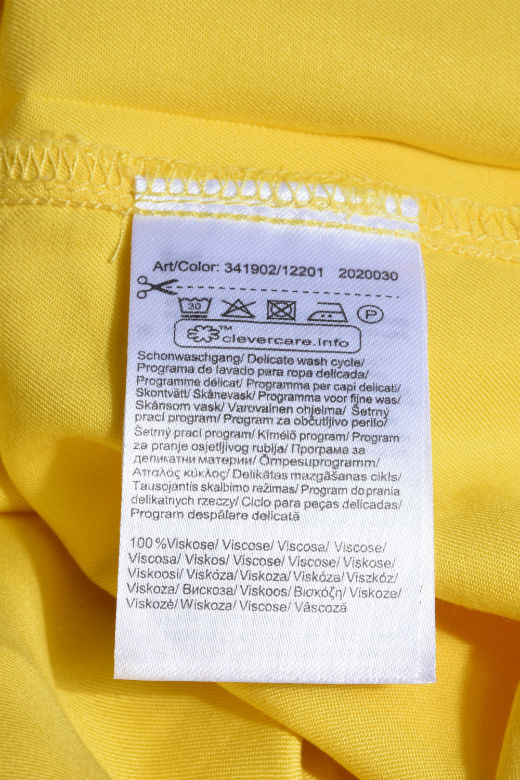 Art/Color: 341902/12201 2020030
30 P
™ clevercare.info
Schonwaschgang/ Delicate wash cycle/
Programa de lavado para ropa delicada/
Programme délicat/ Programma per capi delicati/
Skontvätt/ Skånevask/ Programma voor fijne was/
Skånsom vask/ Varovainen ohjelma/ Šetrný
prací program/ Program za občutljivo perilo/
Šetrný prací program/ Kímélő program/ Program
za pranje osjetljivog rublja/ Програма за
деликатни материи/ Õrnpesuprogramm/
Απαλός κύκλος/ Delikātas mazgāšanas cikls/
Tausojantis skalbimo režimas/ Program do prania
delikatnych rzeczy/ Ciclo para peças delicadas/
Program despălare delicată
100%Viskose/ Viscose/ Viscosa/ Viscose/
Viscosa/ Viskos/ Viscose/ Viscose/ Viskose/
Viskoosi/ Viskóza/ Viskoza/ Viskóza/ Viszkóz/
Viskoza/ Вискоза/ Viskoos/ Βισκόζη/ Viskoze/
Viskozė/ Wiskoza/ Viscose/ Vâscoză